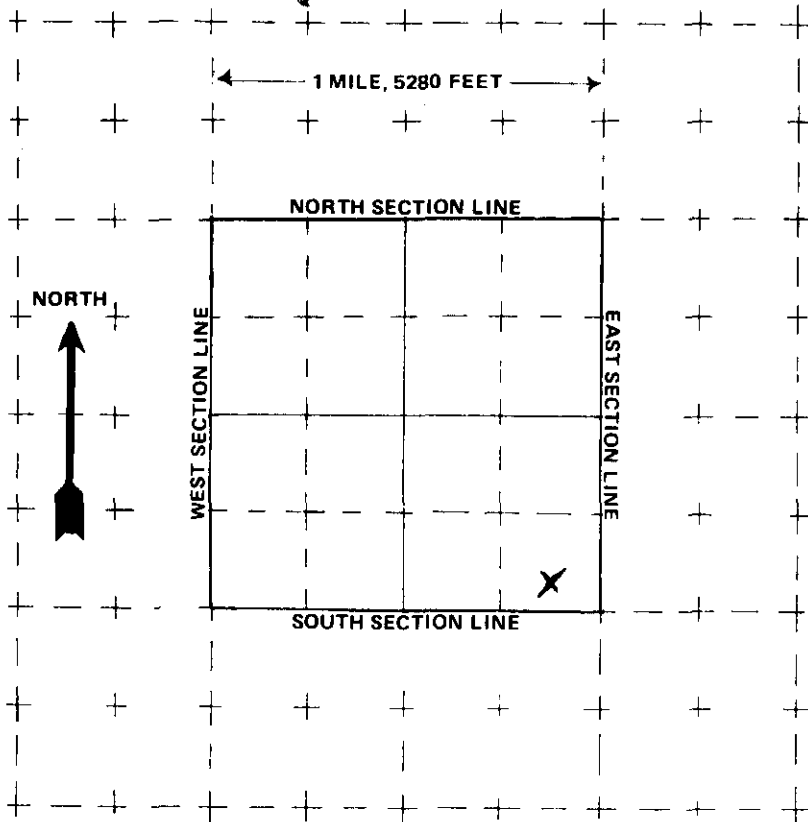 1 MILE, 5280 FEET
NORTH SECTION LINE
NORTH
WEST SECTION LINE
EAST SECTION LINE
X
SOUTH SECTION LINE